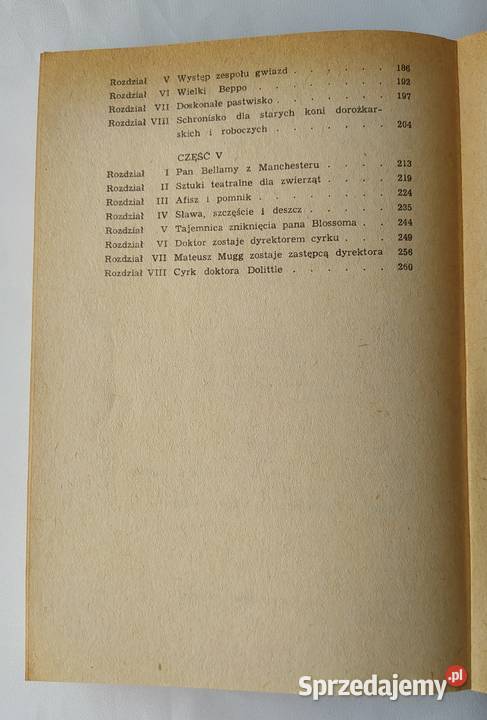 Rozdział V Występ zespołu gwiazd . . . . . . 186
Rozdział VI Wielki Beppo . . . . . . . . 192
Rozdział VII Doskonałe pastwisko . . . . . . . 197
Rozdział VIII Schronisko dla starych koni dorożkar-
skich i roboczych . . . . . . . 204
CZĘŚĆ V
Rozdział I Pan Bellamy z Manchesteru . . . . 213
Rozdział II Sztuki teatralne dla zwierząt . . . . 219
Rozdział III Afisz i pomnik . . . . . . . 224
Rozdział IV Sława, szczęście i deszcz . . . . . 235
Rozdział V Tajemnica zniknięcia pana Blossoma . . 244
Rozdział VI Doktor zostaje dyrektorem cyrku . . . 249
Rozdział VII Mateusz Mugg zostaje zastępcą dyrektora 256
Rozdział VIII Cyrk doktora Dolittle . . . . . . 260
Sprzedajemy.pl